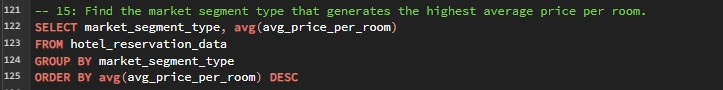 121 -- 15: Find the market segment type that generates the highest average price per room.
122 SELECT market_segment_type, avg(avg_price_per_room)
123 FROM hotel_reservation_data
124 GROUP BY market_segment_type
125 ORDER BY avg(avg_price_per_room) DESC